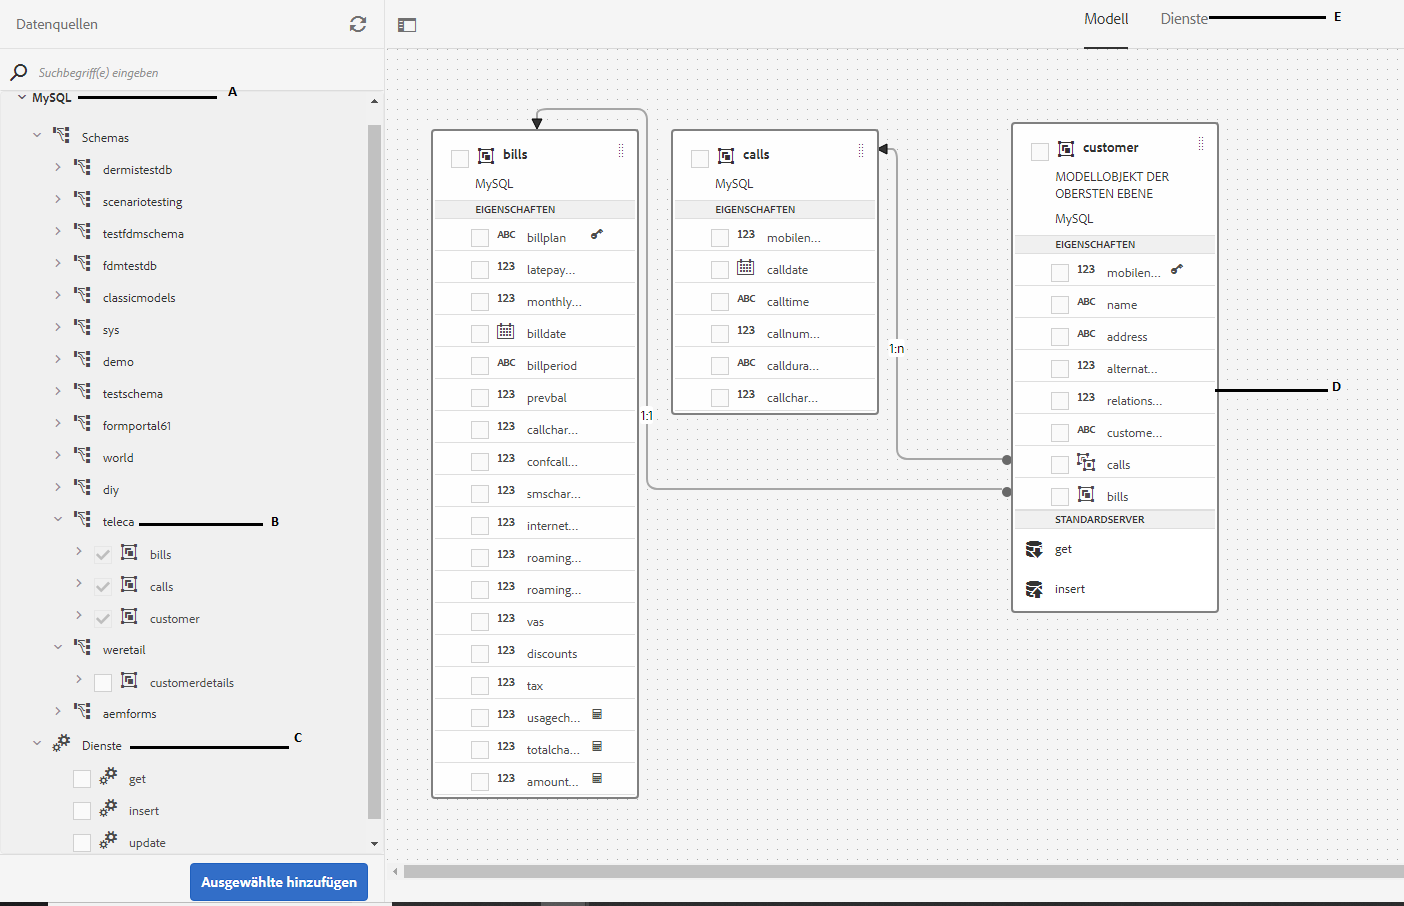 Datenquellen
Modell
Dienste
E
Suchbegriff(e) eingeben
MySQL
A
Schemas
dermistestdb
scenariotesting
testfdmschema
fdmtestdb
classicmodels
sys
demo
testschema
formportal61
world
diy
teleca
B
bills
calls
customer
weretail
customerdetails
aemforms
Dienste
C
get
insert
update
Ausgewählte hinzufügen
bills
MySQL
EIGENSCHAFTEN
ABC billplan
123 latepay...
123 monthly...
billdate
ABC billperiod
123 prevbal
123 callchar...
123 confcall...
123 smschar...
123 internet...
123 roaming...
123 roaming...
123 vas
123 discounts
123 tax
123 usagech...
123 totalcha...
123 amount...
1:1
calls
MySQL
EIGENSCHAFTEN
123 mobilen...
calldate
ABC calltime
123 callnum...
ABC calldura...
123 callchar...
1:n
customer
MODELLOBJEKT DER
OBERSTEN EBENE
MySQL
EIGENSCHAFTEN
123 mobilen...
ABC name
ABC address
123 alternat...
123 relations...
ABC custome...
calls
bills
STANDARDSERVER
get
insert
D